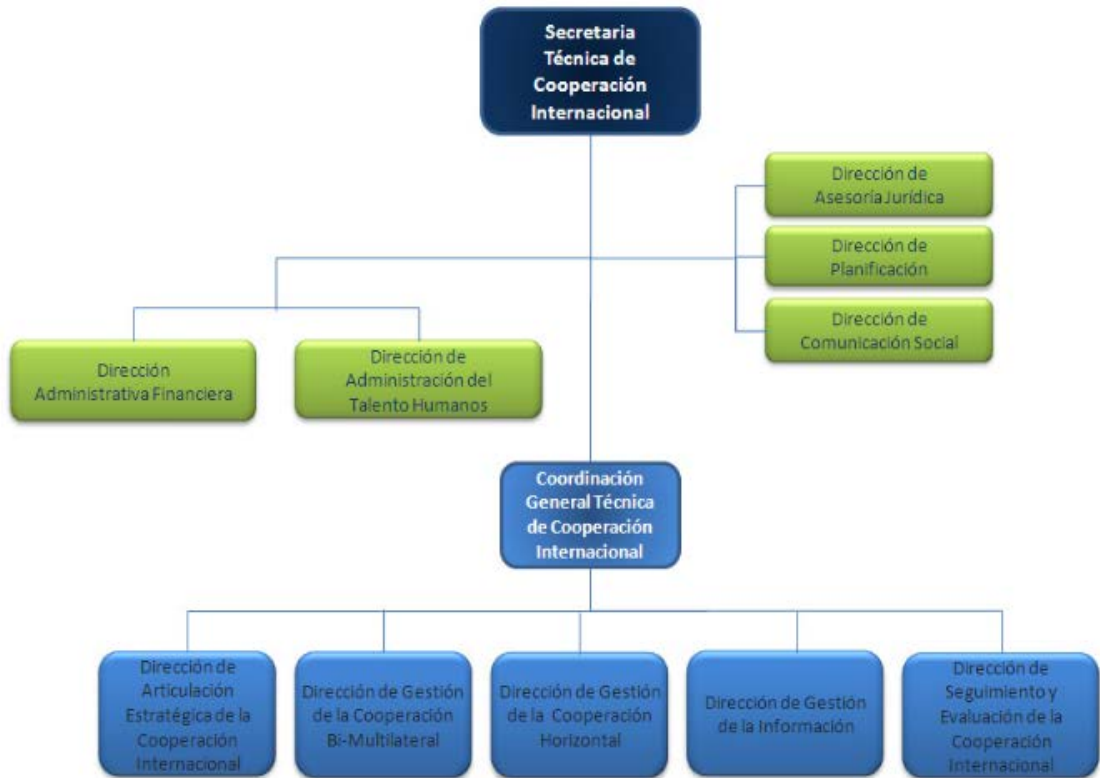 Secretaria
Técnica de
Cooperación
Internacional
Dirección de
Asesoría Jurídica
Dirección de
Planificación
Dirección de
Comunicación Social
Dirección
Administrativa Financiera
Dirección de
Administración del
Talento Humanos
Coordinación
General Técnica
de Cooperación
Internacional
Dirección de
Articulación
Estratégica de la
Cooperación
Internacional
Dirección de Gestión
de la Cooperación
Bi-Multilateral
Dirección de Gestión
de la Cooperación
Horizontal
Dirección de Gestión
de la Información
Dirección de
Seguimiento y
Evaluación de la
Cooperación
Internacional